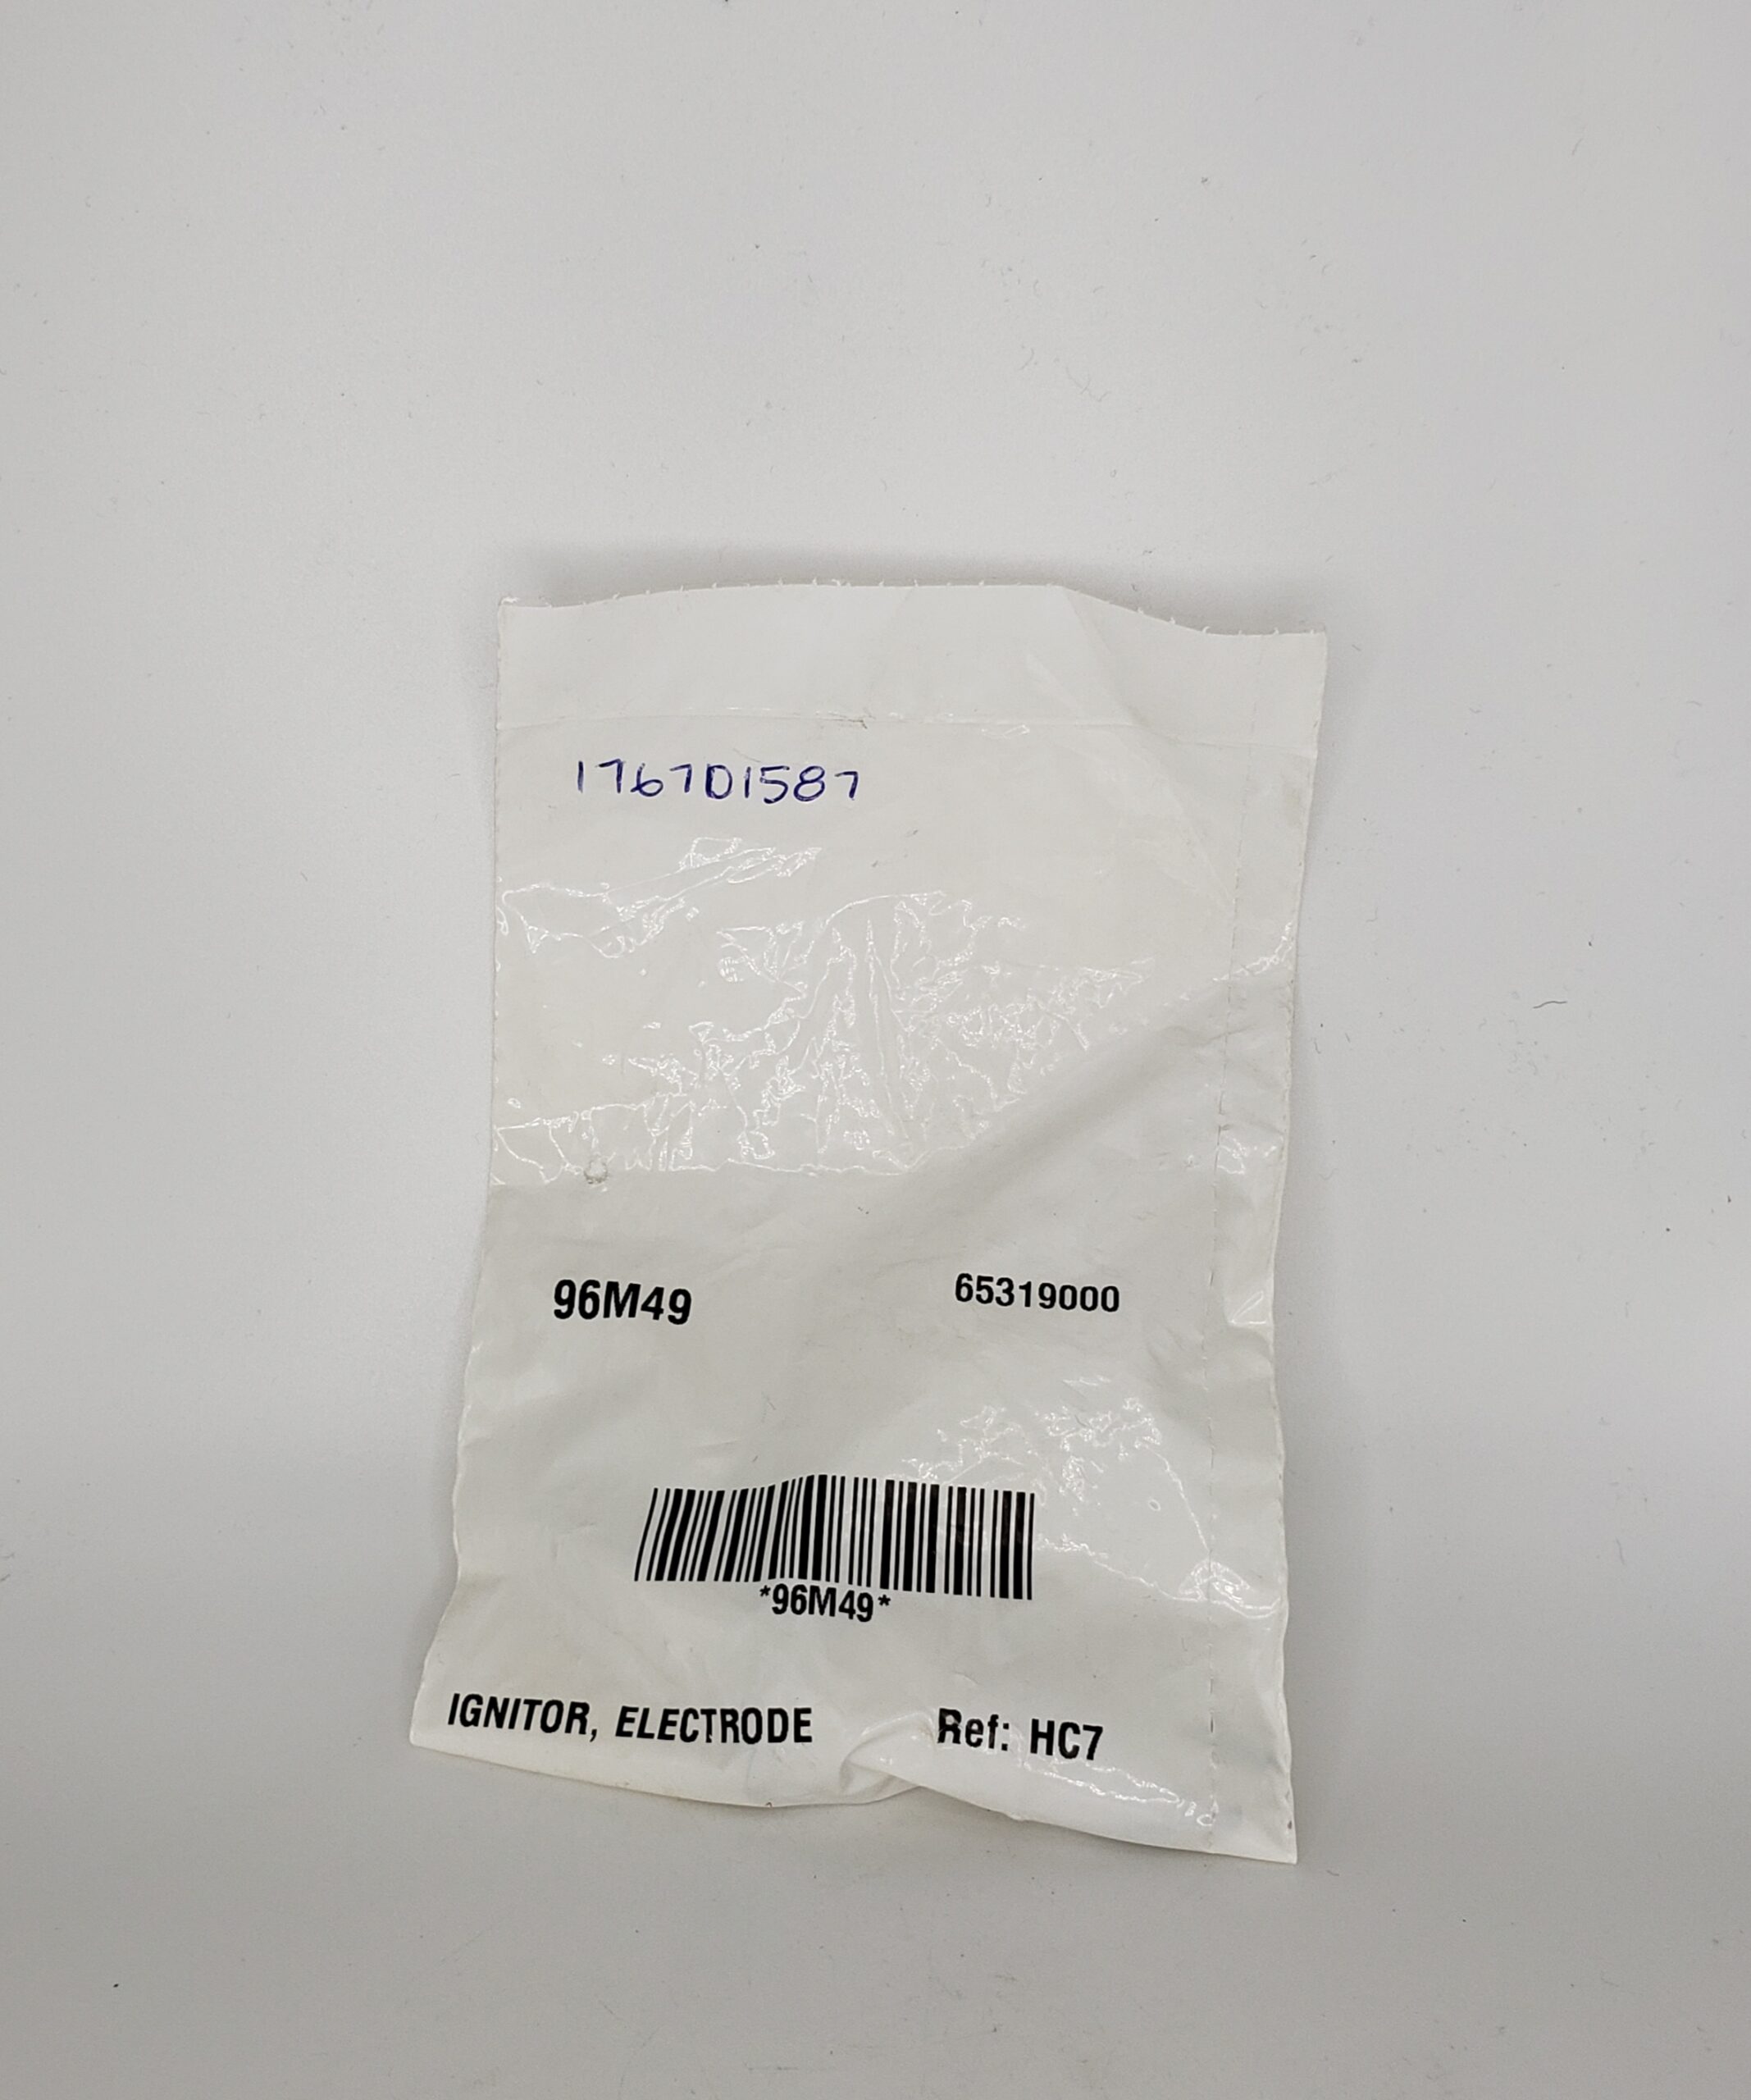 176701587
96M49 65319000
*96M49*
IGNITOR, ELECTRODE Ref: HC7